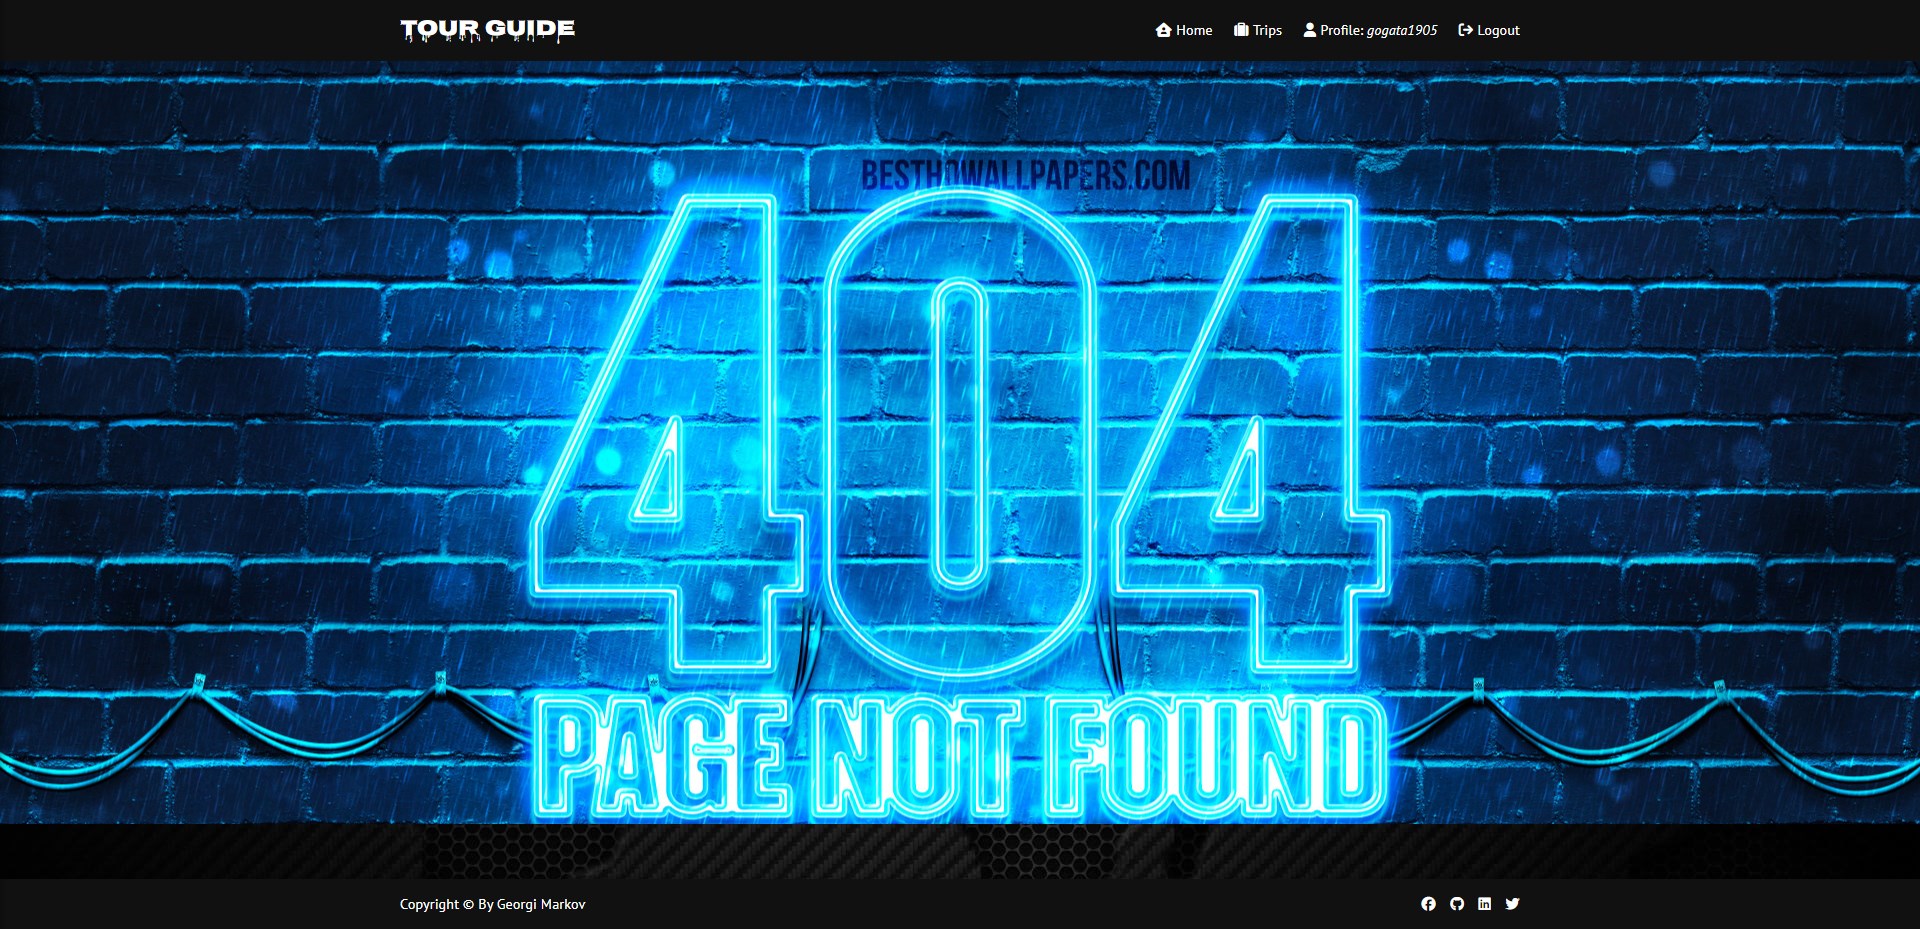 TOUR GUIDE
Home Trips Profile: gogata1905 Logout
BESTHDWALLPAPERS.COM
404
PAGE NOT FOUND
Copyright © By Georgi Markov